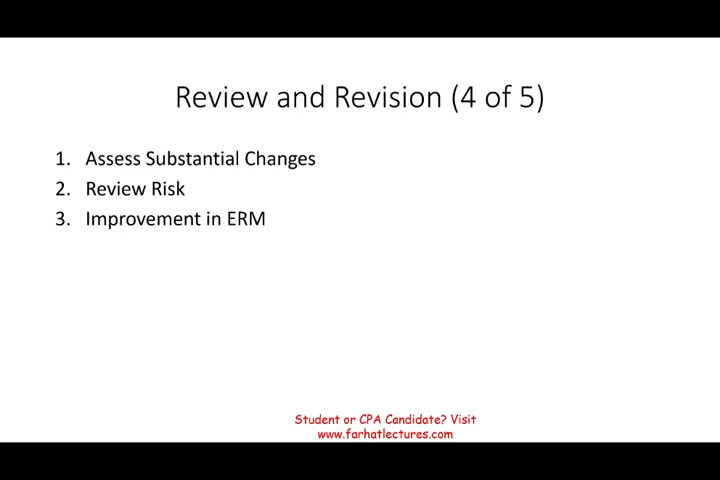 Review and Revision (4 of 5)
1. Assess Substantial Changes
2. Review Risk
3. Improvement in ERM
Student or CPA Candidate? Visit
www.farhatlectures.com